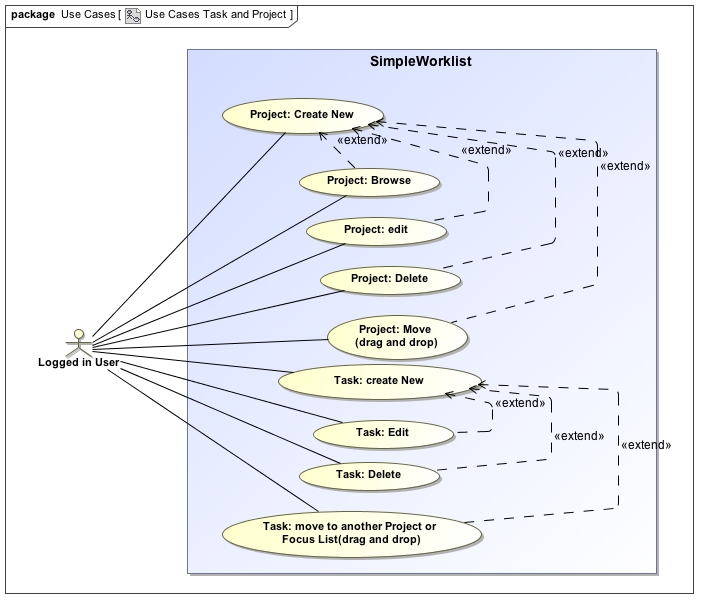 package Use Cases [ Use Cases Task and Project ]
SimpleWorklist
Project: Create New
«extend»
«extend»
«extend»
«extend»
Project: Browse
Project: edit
Project: Delete
Project: Move
(drag and drop)
Logged in User
Task: create New
«extend»
Task: Edit
«extend»
«extend»
Task: Delete
Task: move to another Project or
Focus List(drag and drop)